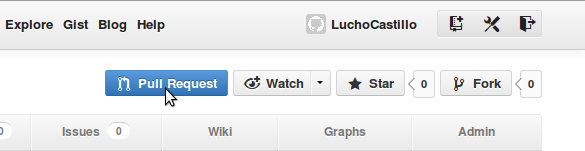 Explore Gist Blog Help LuchoCastillo
Pull Request Watch Star 0 Fork 0
0 Issues 0 Wiki Graphs Admin